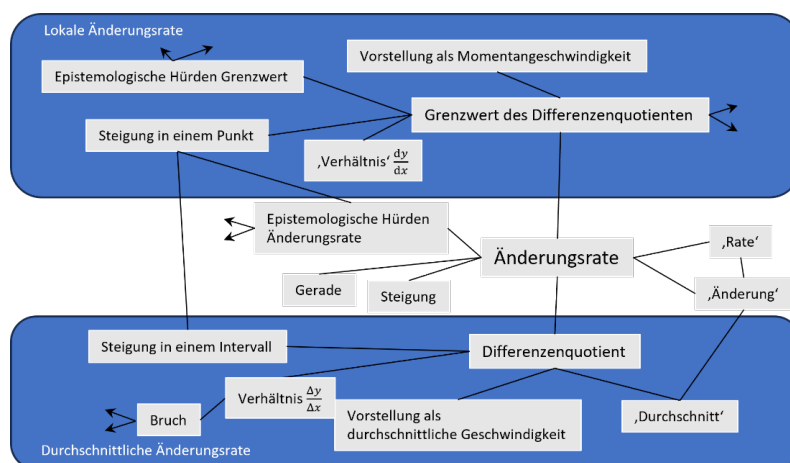 Lokale Änderungsrate
Vorstellung als Momentangeschwindigkeit
Epistemologische Hürden Grenzwert
Grenzwert des Differenzenquotienten
Steigung in einem Punkt
‚Verhältnis‘ dy/dx
Epistemologische Hürden
Änderungsrate
Änderungsrate
‚Rate‘
Gerade
Steigung
‚Änderung‘
Steigung in einem Intervall
Differenzenquotient
Verhältnis Δy/Δx
Bruch
Vorstellung als
durchschnittliche Geschwindigkeit
‚Durchschnitt‘
Durchschnittliche Änderungsrate